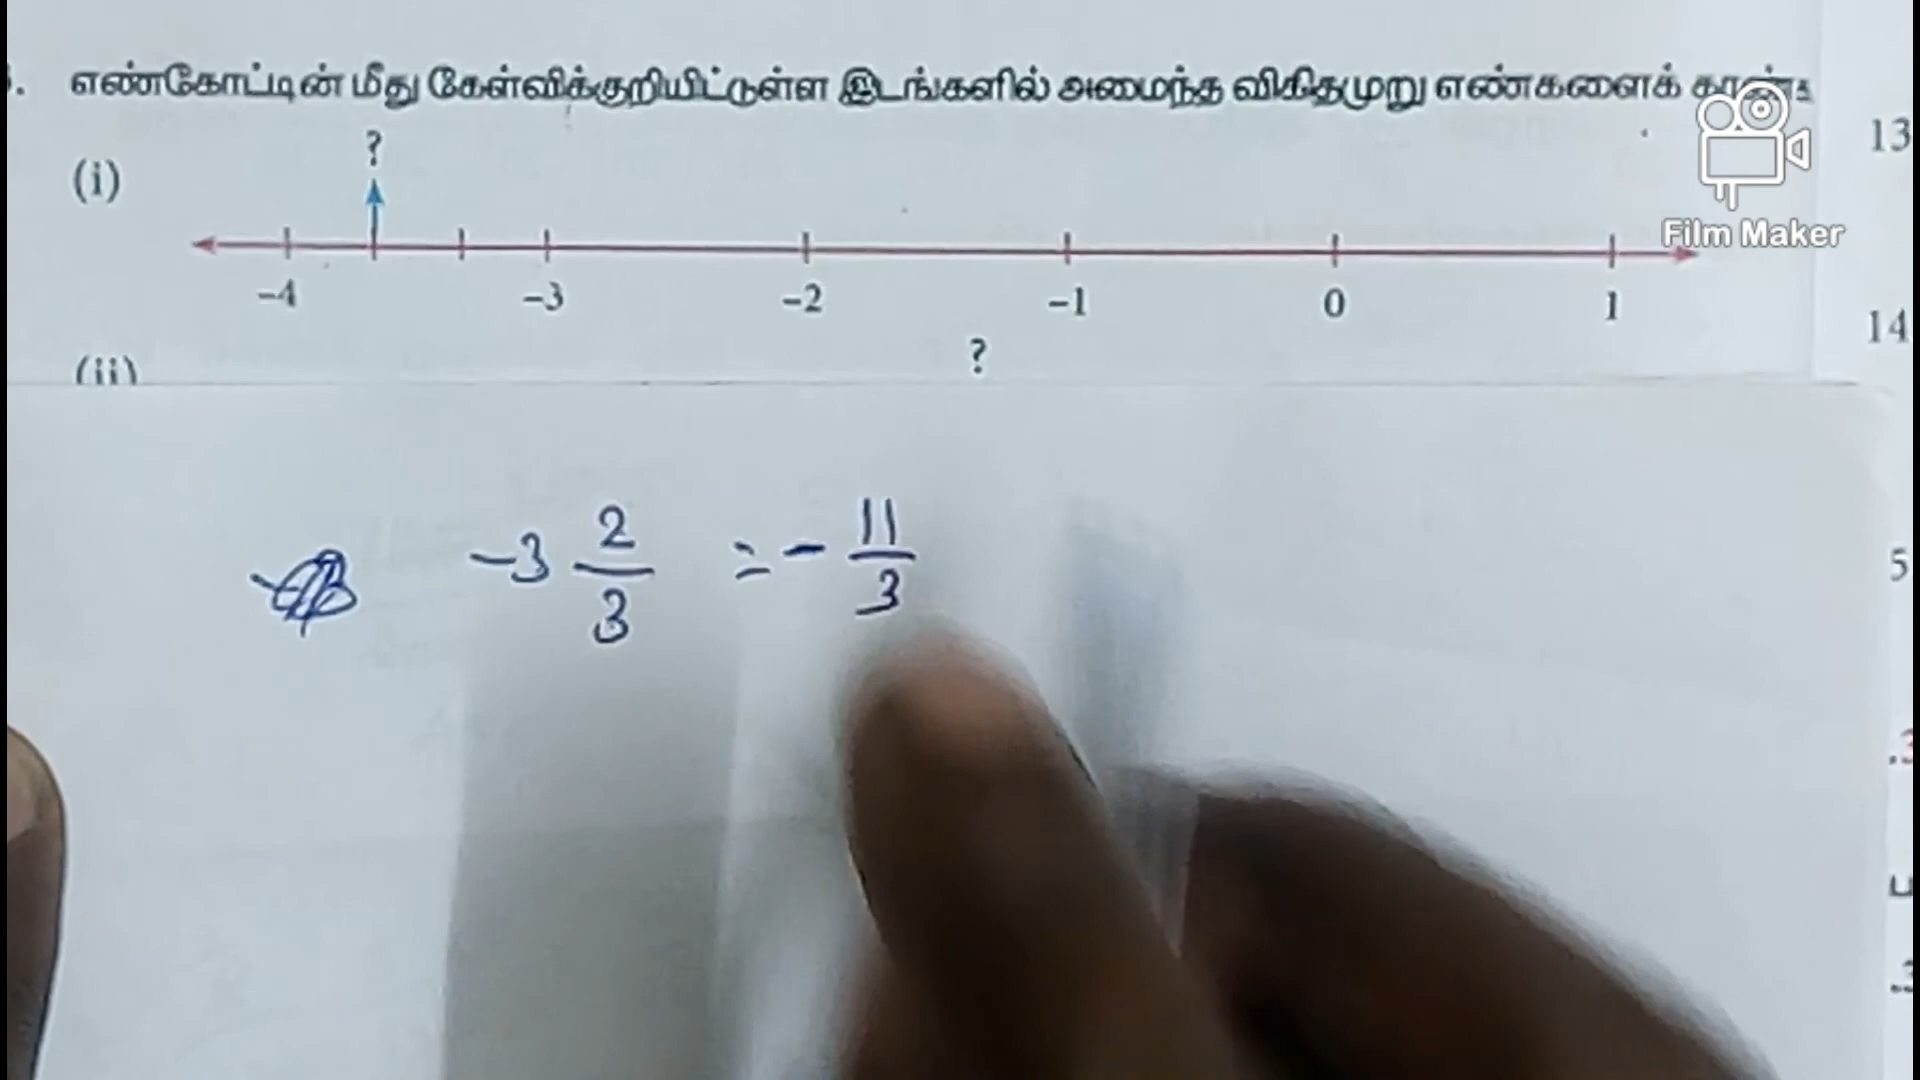 எண்கோட்டின் மீது கேள்விக்குறியிட்டுள்ள இடங்களில் அமைந்த விகிதமுறு எண்களைக்
13
(i)
?
Film Maker
-4 -3 -2 -1 0 1
14
(ii)
?
-3 2/3 = - 11/3
5